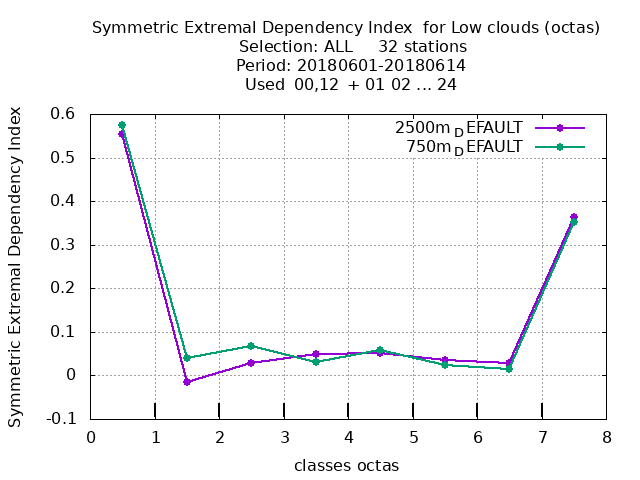 Symmetric Extremal Dependency Index  for Low clouds (octas)
Selection: ALL     32 stations
Period: 20180601-20180614
Used  00,12  + 01 02 ... 24
Symmetric Extremal Dependency Index
0.6
0.5
0.4
0.3
0.2
0.1
0
-0.1
2500m DEFAULT
750m DEFAULT
0 1 2 3 4 5 6 7 8
classes octas